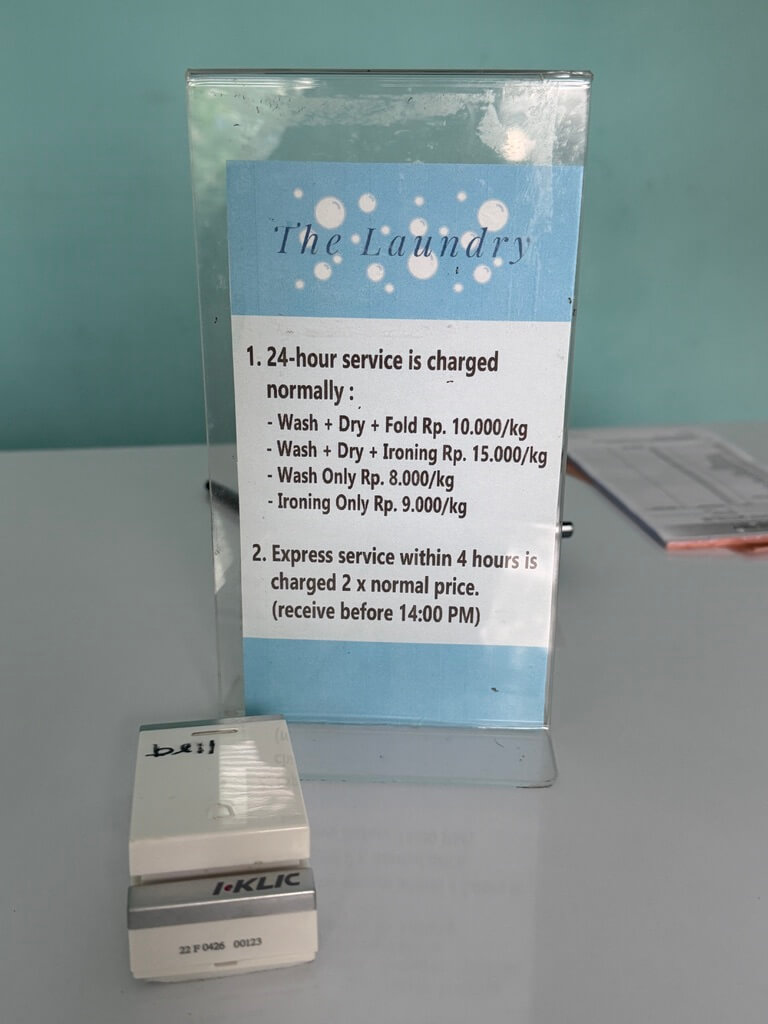 The Laundry
1. 24-hour service is charged
normally :
- Wash + Dry + Fold Rp. 10.000/kg
- Wash + Dry + Ironing Rp. 15.000/kg
- Wash Only Rp. 8.000/kg
- Ironing Only Rp. 9.000/kg
2. Express service within 4 hours is
charged 2 x normal price.
(receive before 14:00 PM)
bell
I•KLIC
22 F 0426 00123